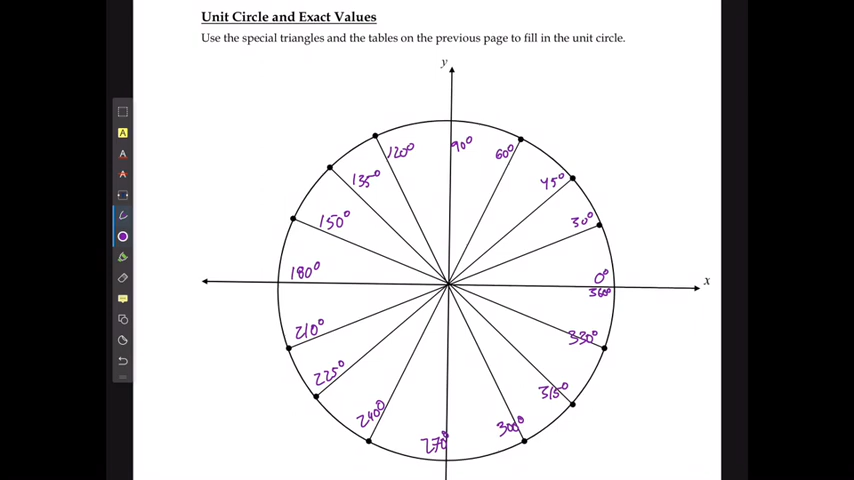 Unit Circle and Exact Values
Use the special triangles and the tables on the previous page to fill in the unit circle.
y
120°
90°
60°
135°
45°
150°
30°
180°
0°
x
360°
210°
330°
225°
315°
240°
300°
270°
A
A
A